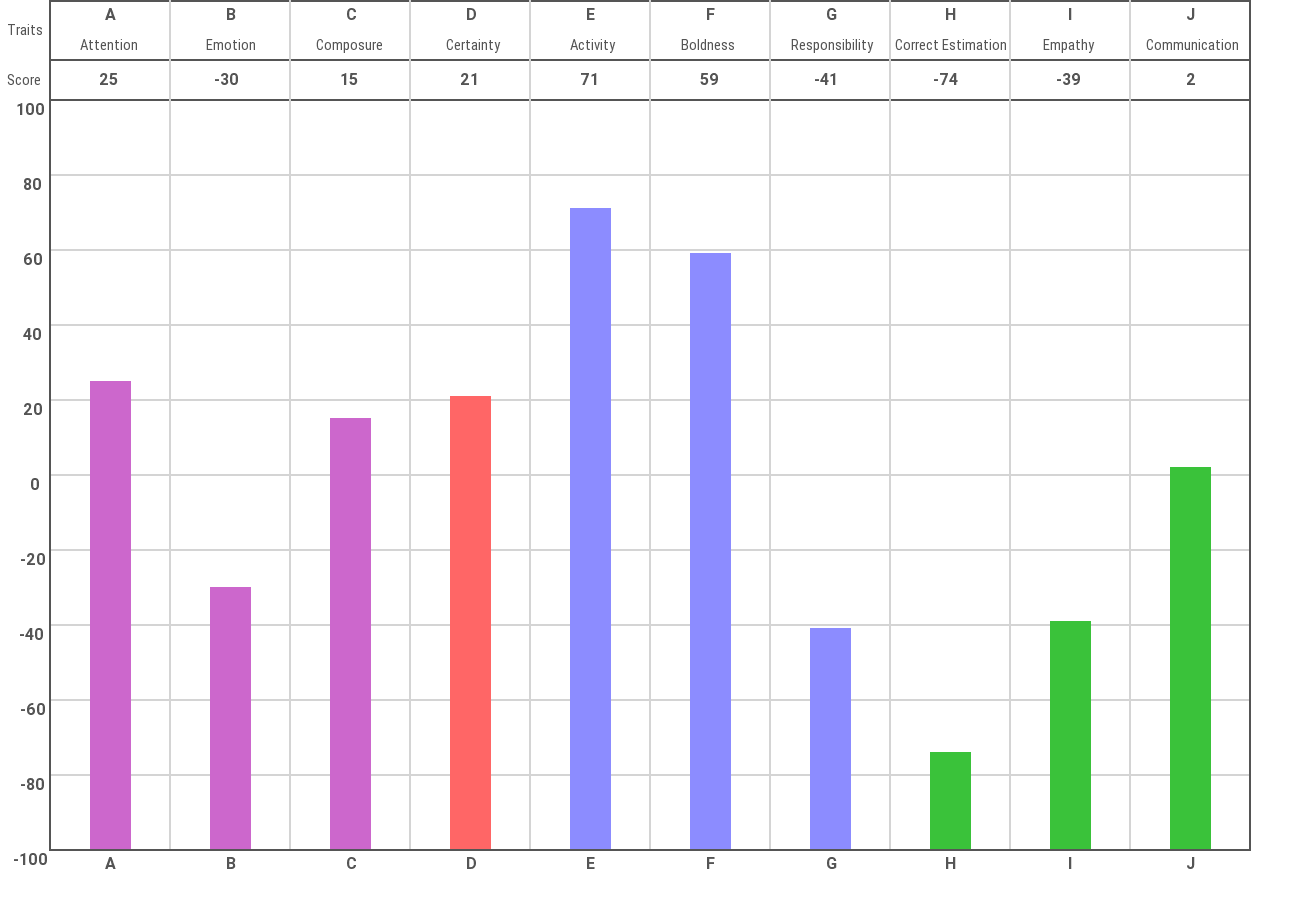 Traits A B C D E F G H I J
Attention Emotion Composure Certainty Activity Boldness Responsibility Correct Estimation Empathy Communication
Score 25 -30 15 21 71 59 -41 -74 -39 2
100
80
60
40
20
0
-20
-40
-60
-80
-100
A B C D E F G H I J